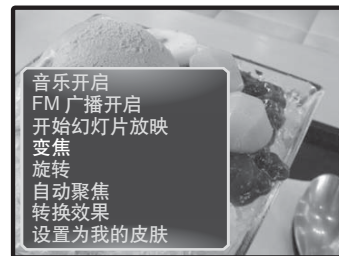 音乐开启
FM 广播开启
开始幻灯片放映
变焦
旋转
自动聚焦
转换效果
设置为我的皮肤